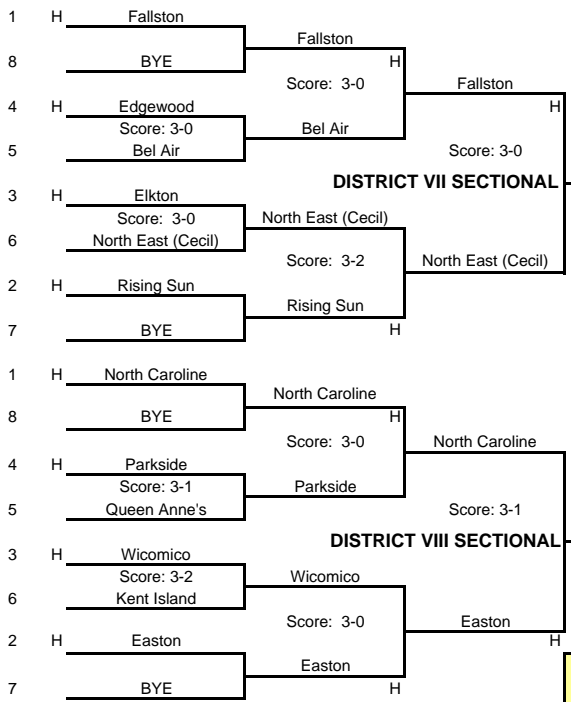 1 H Fallston
Fallston
8 BYE H
Score: 3-0 Fallston
4 H Edgewood H
Score: 3-0 Bel Air
5 Bel Air Score: 3-0
DISTRICT VII SECTIONAL
3 H Elkton
Score: 3-0 North East (Cecil)
6 North East (Cecil)
Score: 3-2 North East (Cecil)
2 H Rising Sun
Rising Sun
7 BYE H
1 H North Caroline
North Caroline
8 BYE H
Score: 3-0 North Caroline
4 H Parkside
Score: 3-1 Parkside
5 Queen Anne's Score: 3-1
DISTRICT VIII SECTIONAL
3 H Wicomico
Score: 3-2 Wicomico
6 Kent Island
Score: 3-0 Easton
2 H Easton H
Easton
7 BYE H